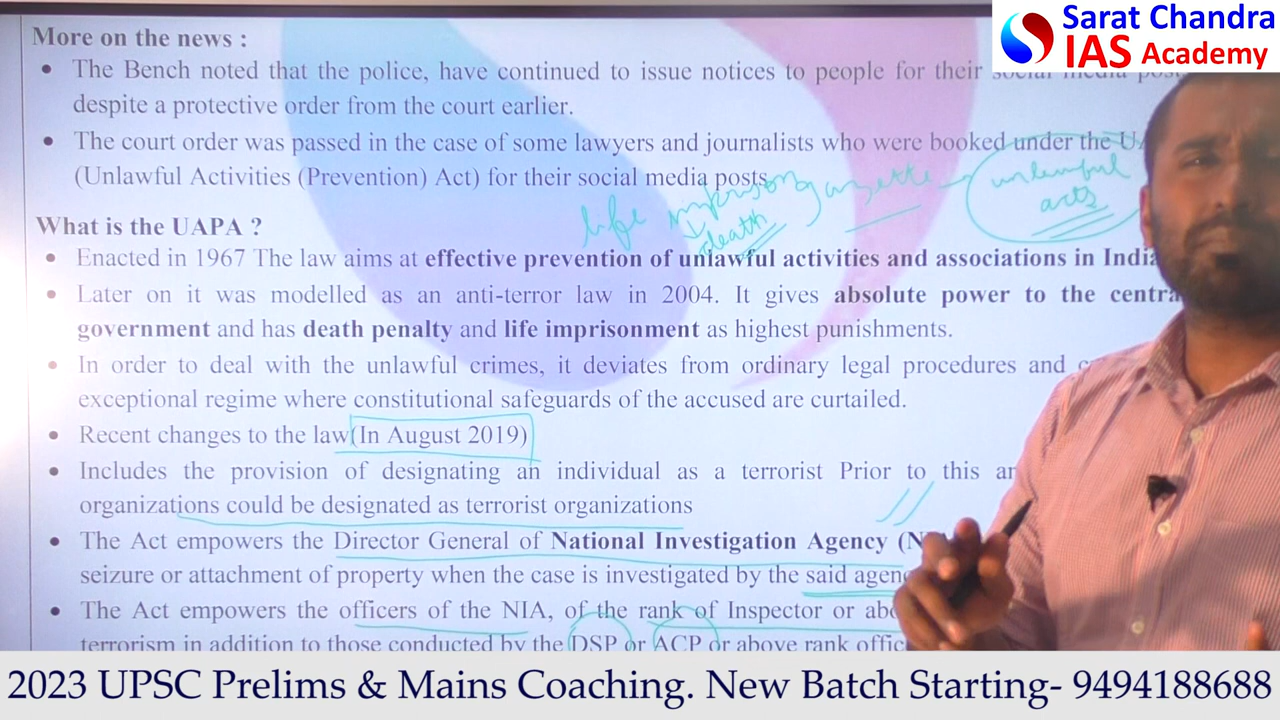 Sarat Chandra
IAS Academy
More on the news :
• The Bench noted that the police, have continued to issue notices to people for their social media
despite a protective order from the court earlier.
• The court order was passed in the case of some lawyers and journalists who were booked under the
(Unlawful Activities (Prevention) Act) for their social media posts
unlawful
acts
life
death
What is the UAPA ?
• Enacted in 1967 The law aims at effective prevention of unlawful activities and associations in
• Later on it was modelled as an anti-terror law in 2004. It gives absolute power to the
government and has death penalty and life imprisonment as highest punishments.
• In order to deal with the unlawful crimes, it deviates from ordinary legal procedures and
exceptional regime where constitutional safeguards of the accused are curtailed.
• Recent changes to the law(In August 2019)
• Includes the provision of designating an individual as a terrorist Prior to this
organizations could be designated as terrorist organizations
• The Act empowers the Director General of National Investigation Agency
seizure or attachment of property when the case is investigated by the said
• The Act empowers the officers of the NIA, of the rank of Inspector or
terrorism in addition to those conducted by the DSP or ACP or above rank
2023 UPSC Prelims & Mains Coaching. New Batch Starting- 9494188688